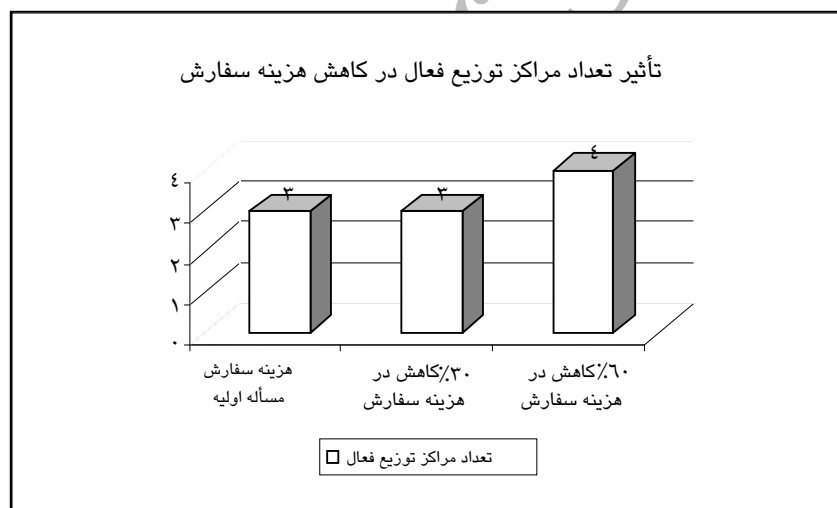 تأثیر تعداد مراکز توزیع فعال در کاهش هزینه سفارش
٤
٣
٢
١
٠
٣
٣
٤
هزینه سفارش
مسأله اولیه
٣٠٪کاهش در
هزینه سفارش
٦٠٪کاهش در
هزینه سفارش
تعداد مراکز توزیع فعال